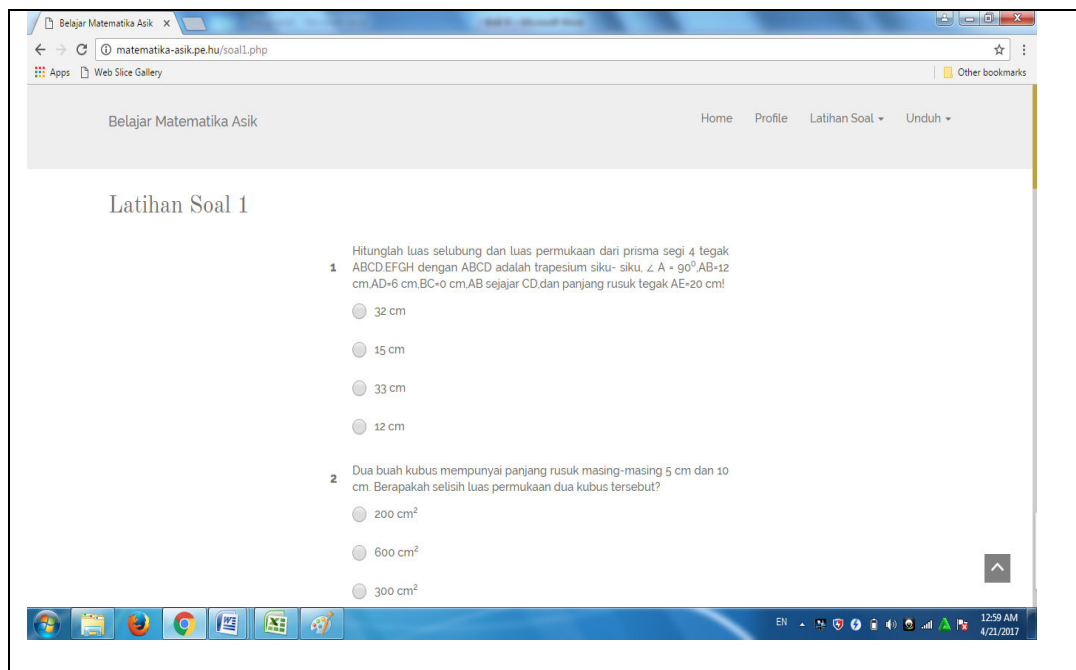 Belajar Matematika Asik
matematika-asik.pe.hu/soal1.php
Apps Web Slice Gallery Other bookmarks
Belajar Matematika Asik Home Profile Latihan Soal Unduh
Latihan Soal 1
Hitunglah luas selubung dan luas permukaan dari prisma segi 4 tegak
1 ABCD.EFGH dengan ABCD adalah trapesium siku- siku, ∠ A = 90⁰,AB=12
cm,AD=6 cm,BC=0 cm,AB sejajar CD,dan panjang rusuk tegak AE=20 cm!
32 cm
15 cm
33 cm
12 cm
Dua buah kubus mempunyai panjang rusuk masing-masing 5 cm dan 10
2 cm. Berapakah selisih luas permukaan dua kubus tersebut?
200 cm²
600 cm²
300 cm²
EN 12:59 AM
4/21/2017